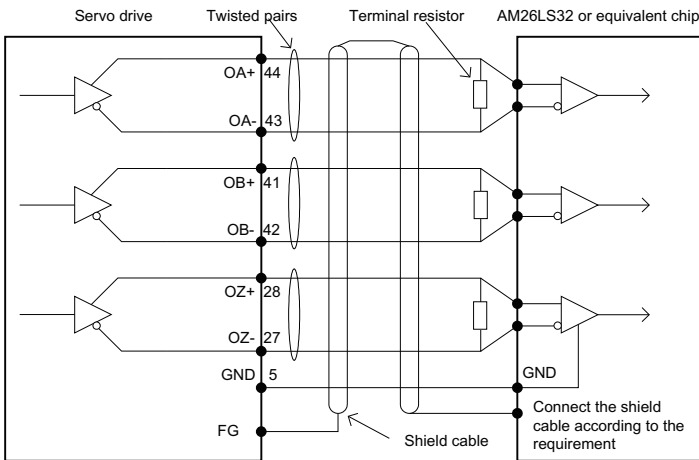 Servo drive
Twisted pairs
Terminal resistor
AM26LS32 or equivalent chip
OA+ 44
OA- 43
OB+ 41
OB- 42
OZ+ 28
OZ- 27
GND 5
GND
FG
Shield cable
Connect the shield
cable according to the
requirement